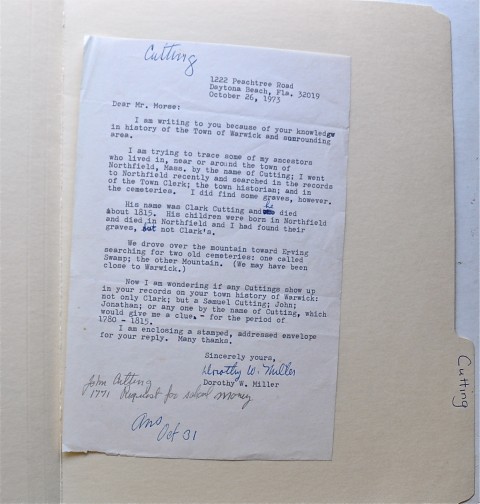 Cutting
1222 Peachtree Road
Daytona Beach, Fla. 32019
October 26, 1973
Dear Mr. Morse:
I am writing to you because of your knowledge
in history of the Town of Warwick and surrounding
area.
I am trying to trace some of my ancestors
who lived in, near or around the town of
Northfield, Mass. by the name of Cutting; I went
to Northfield recently and searched in the records
of the Town Clerk; the town historian; and in
the cemeteries. I did find some graves, however.
His name was Clark Cutting and he died
about 1815. His children were born in Northfield
and died in Northfield and I had found their
graves, but not Clark's.
We drove over the mountain toward Erving
searching for two old cemeteries: one called
Swamp; the other Mountain. (We may have been
close to Warwick.)
Now I am wondering if any Cuttings show up
in your records on your town history of Warwick:
not only Clark; but a Samuel Cutting; John;
Jonathan; or any one by the name of Cutting, which
would give me a clue. - for the period of
1780 - 1815.
I am enclosing a stamped, addressed envelope
for your reply. Many thanks.
Sincerely yours,
Dorothy W. Miller
Dorothy W. Miller
John Cutting
1771 Request for school money
Ans
Oct 31
Cutting